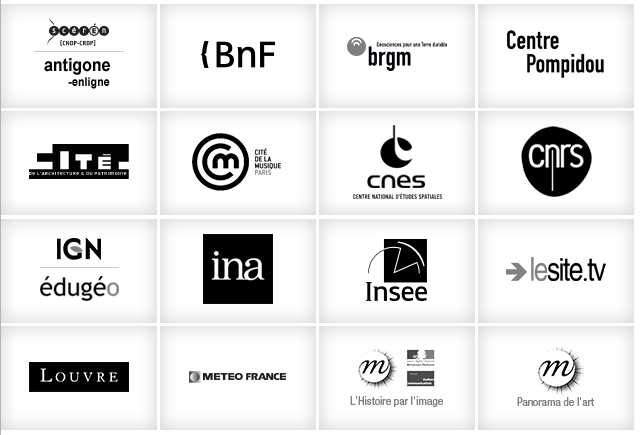 scérén
[CNDP-CRDP]
antigone
-enligne
BnF
Géosciences pour une Terre durable
brgm
Centre
Pompidou
CITÉ
DE L'ARCHITECTURE & DU PATRIMOINE
m
CITÉ
DE LA
MUSIQUE
PARIS
cnes
CENTRE NATIONAL D'ÉTUDES SPATIALES
cnrs
IGN
édugéo
ina
Insee
lesite.tv
LOUVRE
METEO FRANCE
m
L'Histoire par l'image
m
Panorama de l'art